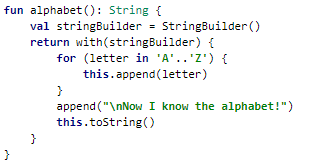 fun alphabet(): String {
    val stringBuilder = StringBuilder()
    return with(stringBuilder) {
        for (letter in 'A'..'Z') {
            this.append(letter)
        }
        append("\nNow I know the alphabet!")
        this.toString()
    }
}